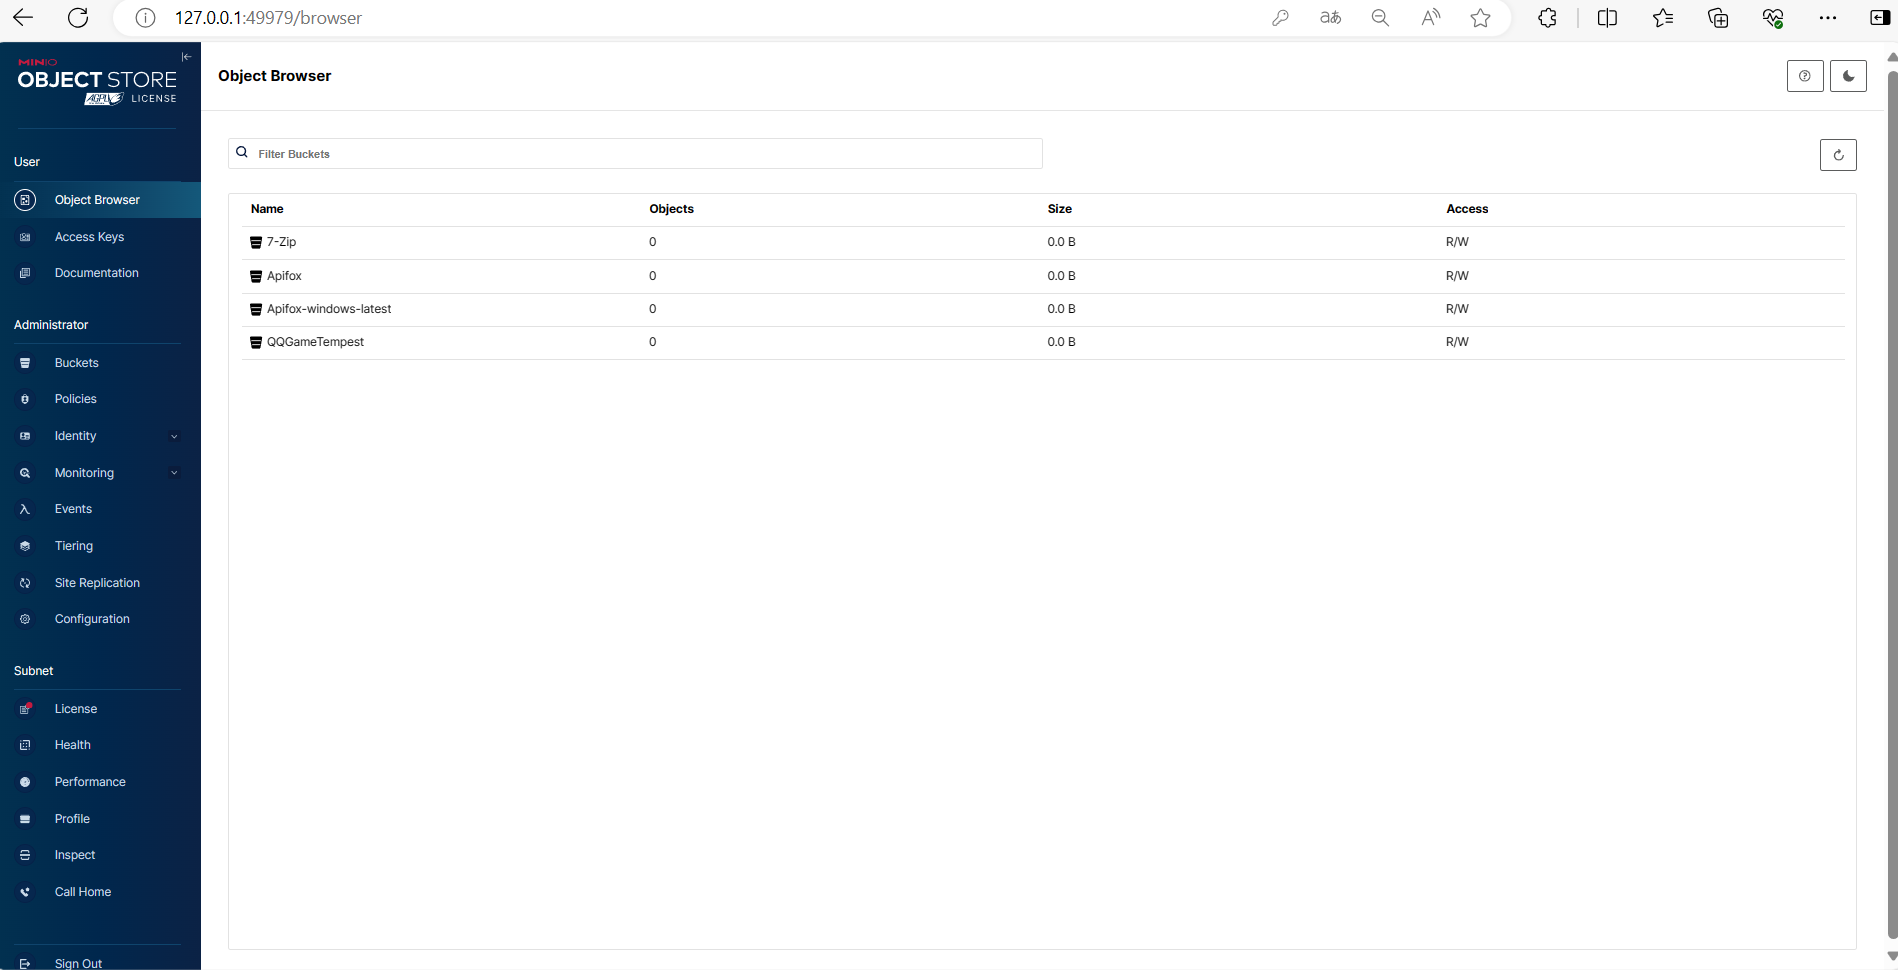 127.0.0.1:49979/browser
aあ
MINIO
OBJECT STORE
AGPL LICENSE
User
Object Browser
Access Keys
Documentation
Administrator
Buckets
Policies
Identity
Monitoring
Events
Tiering
Site Replication
Configuration
Subnet
License
Health
Performance
Profile
Inspect
Call Home
Sign Out
Object Browser
Filter Buckets
Name Objects Size Access
7-Zip 0 0.0 B R/W
Apifox 0 0.0 B R/W
Apifox-windows-latest 0 0.0 B R/W
QQGameTempest 0 0.0 B R/W